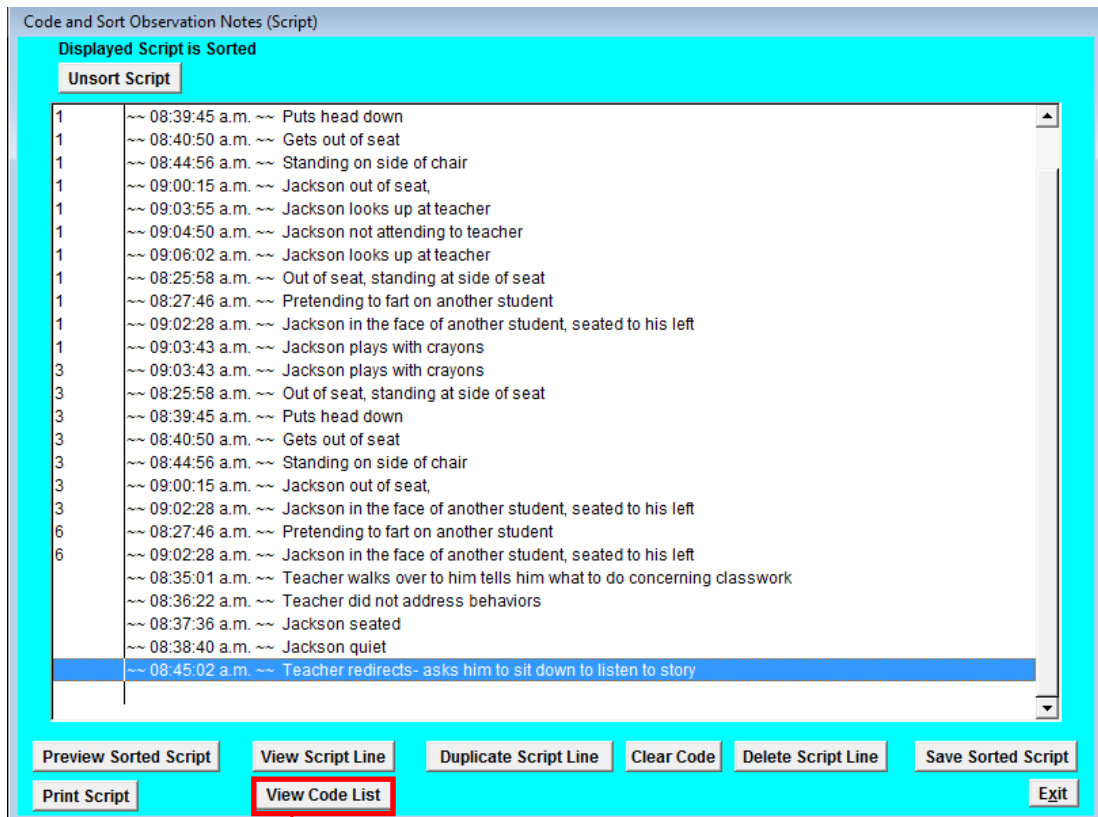 Code and Sort Observation Notes (Script)
Displayed Script is Sorted
Unsort Script
1 ~~ 08:39:45 a.m. ~~ Puts head down
1 ~~ 08:40:50 a.m. ~~ Gets out of seat
1 ~~ 08:44:56 a.m. ~~ Standing on side of chair
1 ~~ 09:00:15 a.m. ~~ Jackson out of seat,
1 ~~ 09:03:55 a.m. ~~ Jackson looks up at teacher
1 ~~ 09:04:50 a.m. ~~ Jackson not attending to teacher
1 ~~ 09:06:02 a.m. ~~ Jackson looks up at teacher
1 ~~ 08:25:58 a.m. ~~ Out of seat, standing at side of seat
1 ~~ 08:27:46 a.m. ~~ Pretending to fart on another student
1 ~~ 09:02:28 a.m. ~~ Jackson in the face of another student, seated to his left
1 ~~ 09:03:43 a.m. ~~ Jackson plays with crayons
3 ~~ 09:03:43 a.m. ~~ Jackson plays with crayons
3 ~~ 08:25:58 a.m. ~~ Out of seat, standing at side of seat
3 ~~ 08:39:45 a.m. ~~ Puts head down
3 ~~ 08:40:50 a.m. ~~ Gets out of seat
3 ~~ 08:44:56 a.m. ~~ Standing on side of chair
3 ~~ 09:00:15 a.m. ~~ Jackson out of seat,
3 ~~ 09:02:28 a.m. ~~ Jackson in the face of another student, seated to his left
6 ~~ 08:27:46 a.m. ~~ Pretending to fart on another student
6 ~~ 09:02:28 a.m. ~~ Jackson in the face of another student, seated to his left
~~ 08:35:01 a.m. ~~ Teacher walks over to him tells him what to do concerning classwork
~~ 08:36:22 a.m. ~~ Teacher did not address behaviors
~~ 08:37:36 a.m. ~~ Jackson seated
~~ 08:38:40 a.m. ~~ Jackson quiet
~~ 08:45:02 a.m. ~~ Teacher redirects- asks him to sit down to listen to story
Preview Sorted Script View Script Line Duplicate Script Line Clear Code Delete Script Line Save Sorted Script
Print Script View Code List Exit